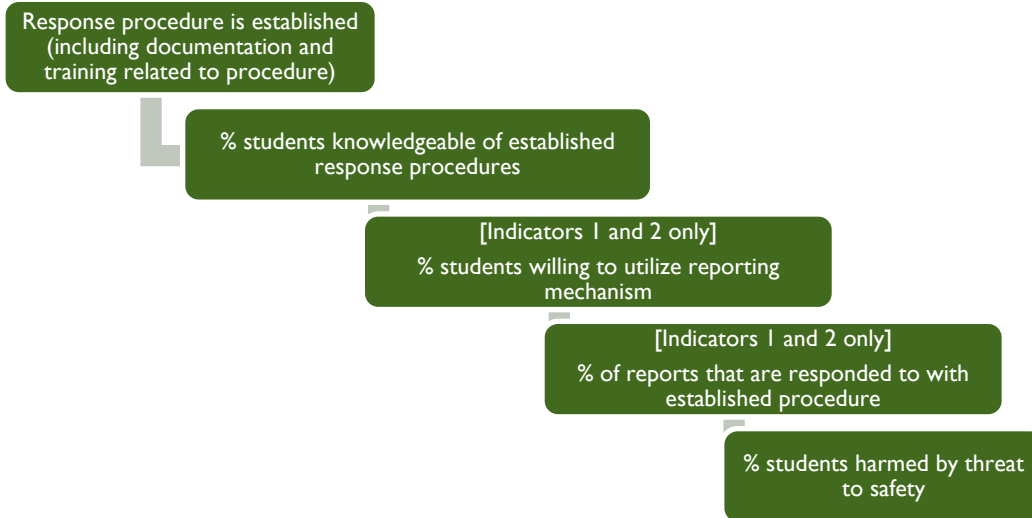 Response procedure is established
(including documentation and
training related to procedure)
% students knowledgeable of established
response procedures
[Indicators 1 and 2 only]
% students willing to utilize reporting
mechanism
[Indicators 1 and 2 only]
% of reports that are responded to with
established procedure
% students harmed by threat
to safety